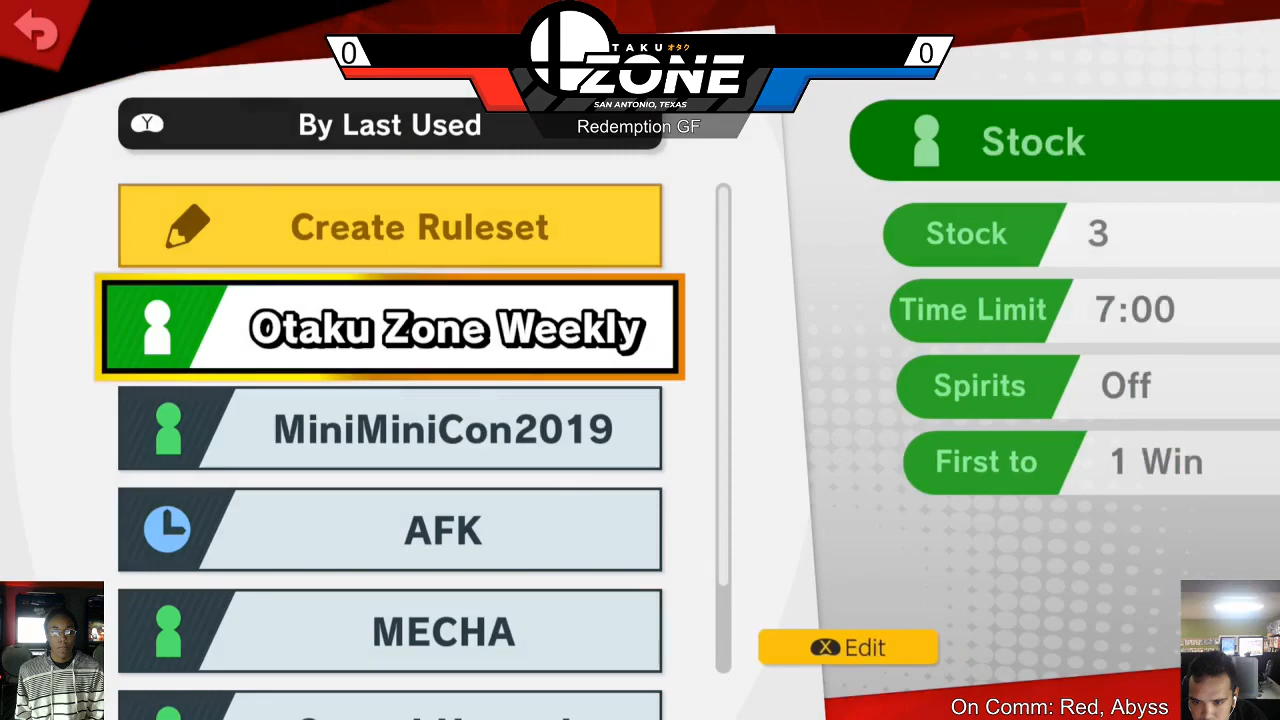 0
TAKU オタク
ZONE
SAN ANTONIO, TEXAS
0
Redemption GF
Y
By Last Used
Create Ruleset
Otaku Zone Weekly
MiniMiniCon2019
AFK
MECHA
Stock
Stock 3
Time Limit 7:00
Spirits Off
First to 1 Win
X Edit
On Comm: Red, Abyss